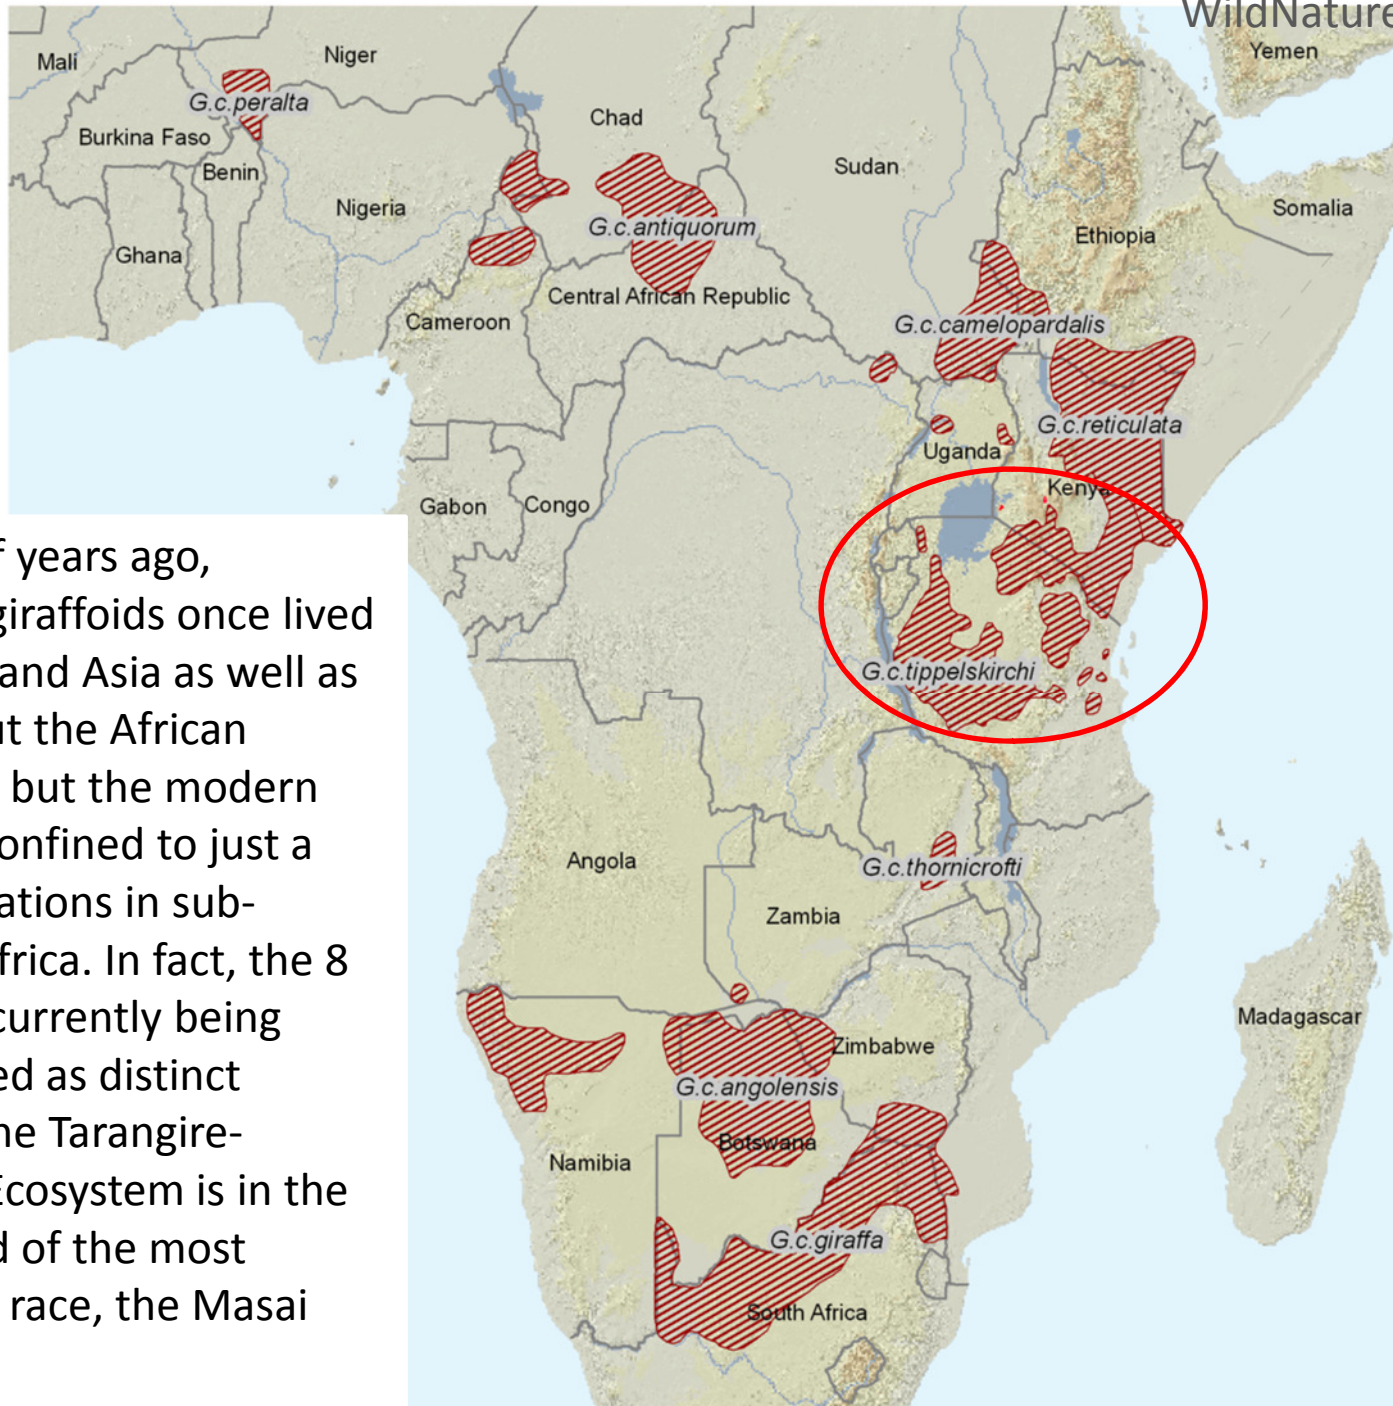 WildNature
Yemen
Mali
Niger
G.c.peralta
Chad
Burkina Faso
Benin
Sudan
Nigeria
Somalia
G.c.antiquorum
Ethiopia
Ghana
Central African Republic
Cameroon
G.c.camelopardalis
G.c.reticulata
Uganda
Kenya
Gabon
Congo
f years ago,
giraffoids once lived
and Asia as well as
ut the African
but the modern
onfined to just a
ations in sub-
frica. In fact, the 8
currently being
ed as distinct
he Tarangire-
Ecosystem is in the
d of the most
race, the Masai
G.c.tippelskirchi
Angola
G.c.thornicrofti
Zambia
Madagascar
Zimbabwe
G.c.angolensis
Botswana
Namibia
G.c.giraffa
South Africa